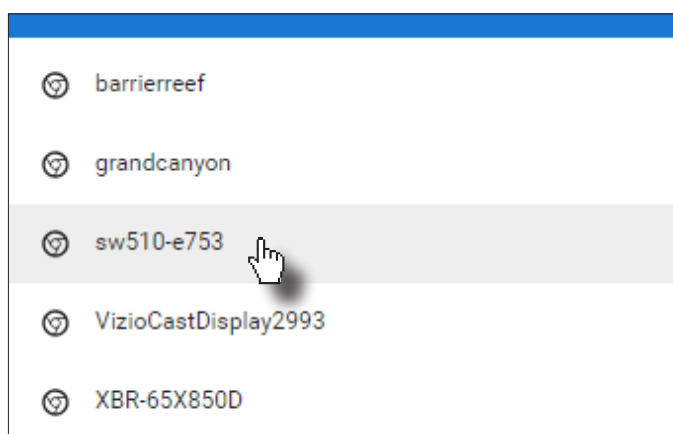 barrierreef
grandcanyon
sw510-e753
VizioCastDisplay2993
XBR-65X850D